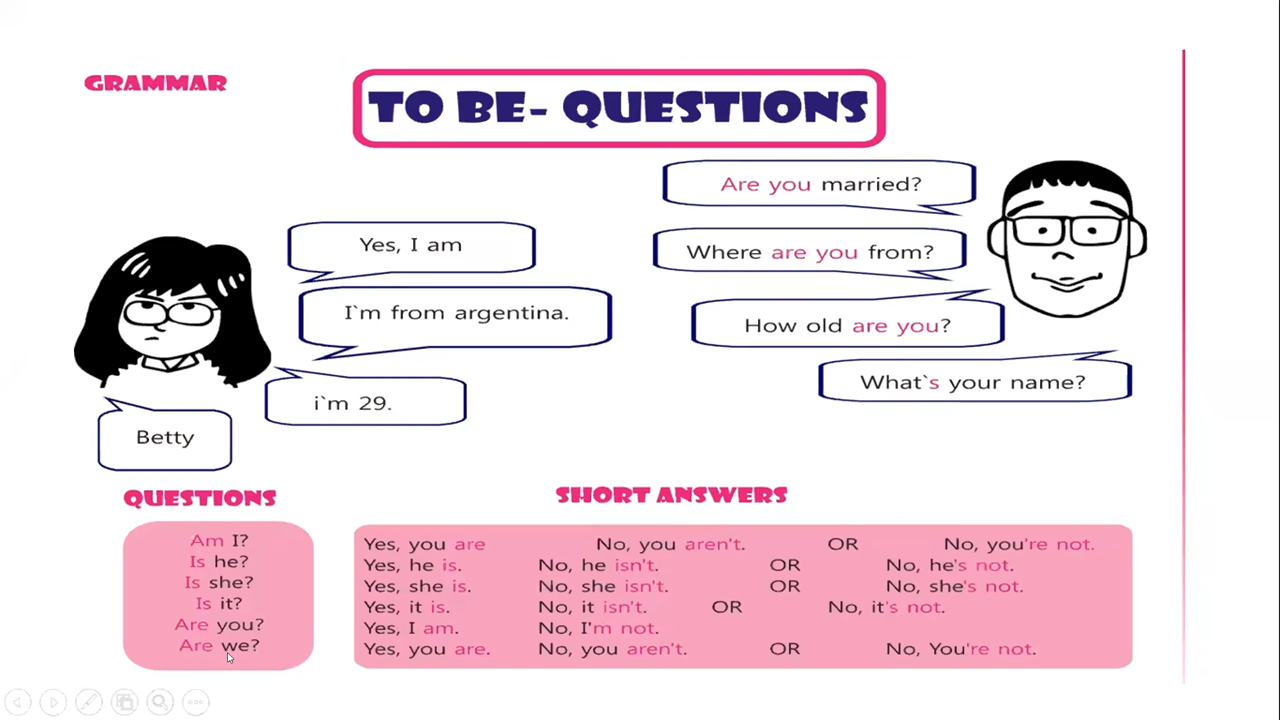 GRAMMAR
TO BE- QUESTIONS
Are you married?
Yes, I am
Where are you from?
I`m from argentina.
How old are you?
i`m 29.
What`s your name?
Betty
QUESTIONS
Am I?
Is he?
Is she?
Is it?
Are you?
Are we?
SHORT ANSWERS
Yes, you are No, you aren't. OR No, you're not.
Yes, he is. No, he isn't. OR No, he's not.
Yes, she is. No, she isn't. OR No, she's not.
Yes, it is. No, it isn't. OR No, it's not.
Yes, I am. No, I'm not.
Yes, you are. No, you aren't. OR No, You're not.